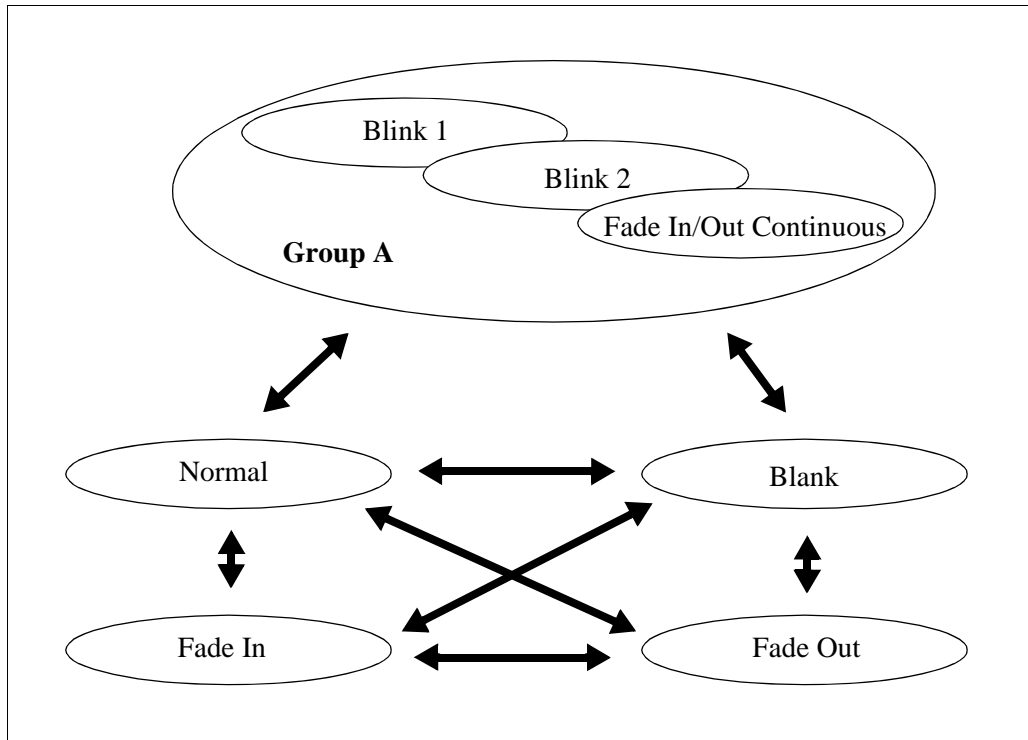 Blink 1
Blink 2
Fade In/Out Continuous
Group A
Normal
Blank
Fade In
Fade Out